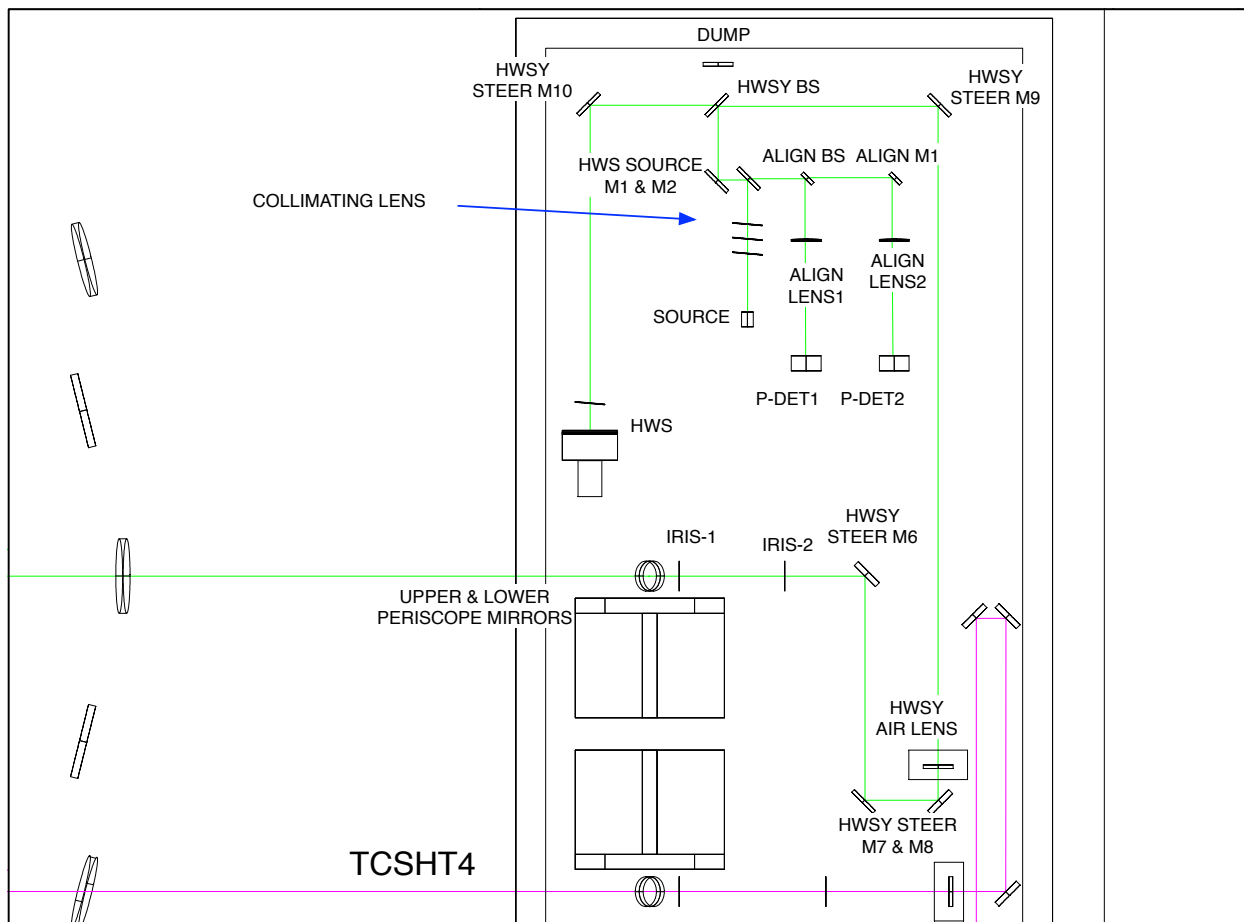 DUMP
HWSY
STEER M10
HWSY BS
HWSY
STEER M9
HWS SOURCE
M1 & M2
ALIGN BS
ALIGN M1
COLLIMATING LENS
ALIGN
LENS1
ALIGN
LENS2
SOURCE
P-DET1
P-DET2
HWS
IRIS-1
IRIS-2
HWSY
STEER M6
UPPER & LOWER
PERISCOPE MIRRORS
HWSY
AIR LENS
HWSY STEER
M7 & M8
TCSHT4